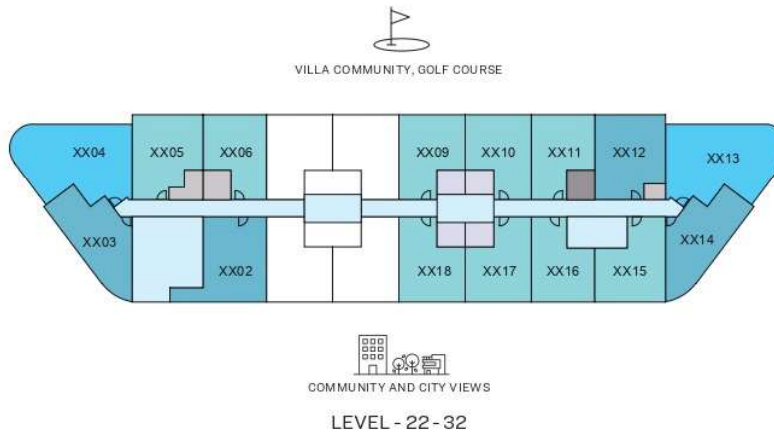 VILLA COMMUNITY, GOLF COURSE
XX04
XX05
XX06
XX09
XX10
XX11
XX12
XX13
XX03
XX02
XX18
XX17
XX16
XX15
XX14
COMMUNITY AND CITY VIEWS
LEVEL - 22 - 32